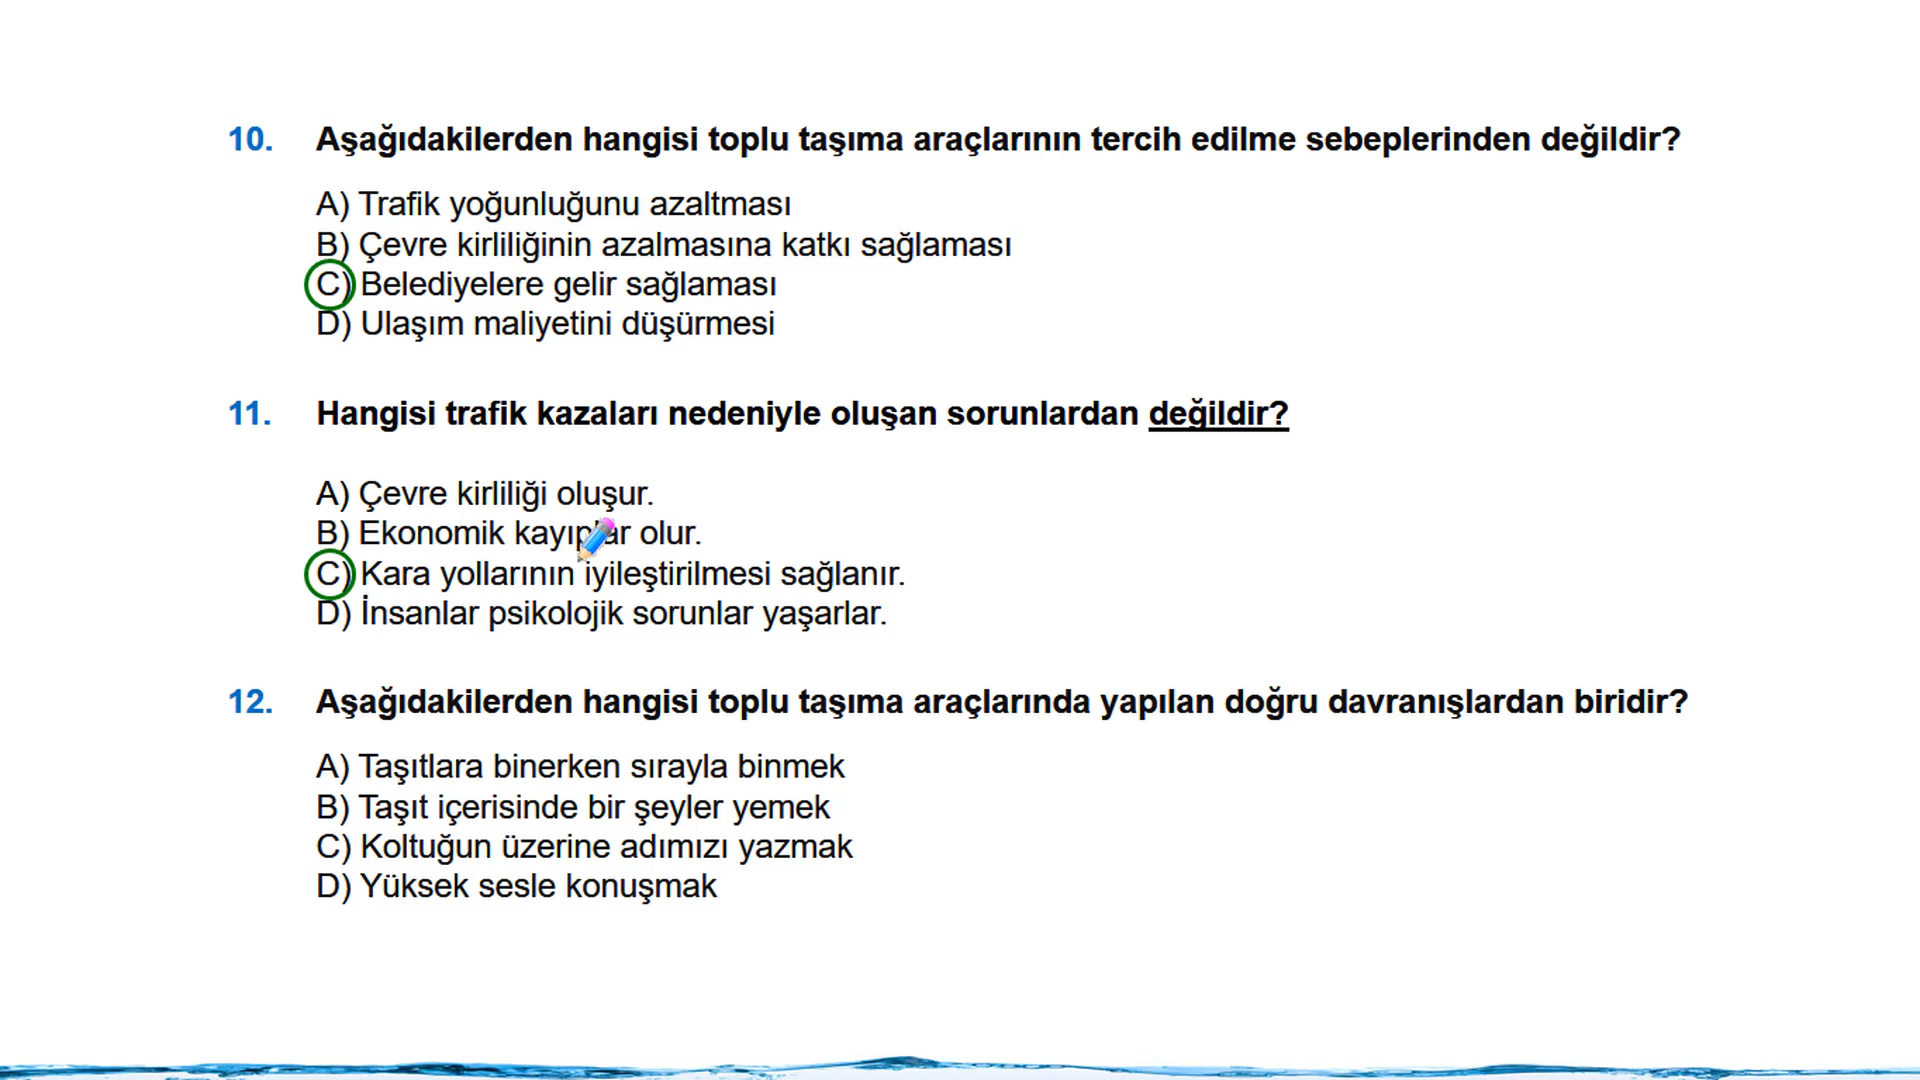 10. Aşağıdakilerden hangisi toplu taşıma araçlarının tercih edilme sebeplerinden değildir?
A) Trafik yoğunluğunu azaltması
B) Çevre kirliliğinin azalmasına katkı sağlaması
C) Belediyelere gelir sağlaması
D) Ulaşım maliyetini düşürmesi
11. Hangisi trafik kazaları nedeniyle oluşan sorunlardan değildir?
A) Çevre kirliliği oluşur.
B) Ekonomik kayıplar olur.
C) Kara yollarının iyileştirilmesi sağlanır.
D) İnsanlar psikolojik sorunlar yaşarlar.
12. Aşağıdakilerden hangisi toplu taşıma araçlarında yapılan doğru davranışlardan biridir?
A) Taşıtlara binerken sırayla binmek
B) Taşıt içerisinde bir şeyler yemek
C) Koltuğun üzerine adımızı yazmak
D) Yüksek sesle konuşmak